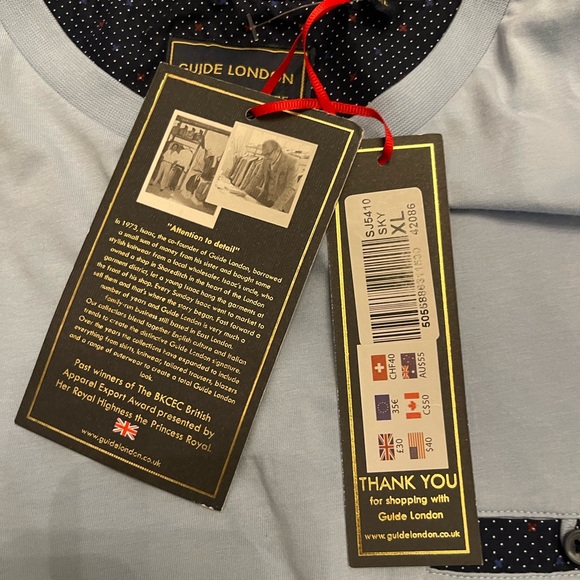 GUIDE LONDON
"Attention to detail"
In 1973, Isaac, the co-founder of Guide London, borrowed
a small sum of money from his sister and bought some
stylish knitwear from a local wholesaler. Isaac's uncle, who
owned a shop in Shoreditch in the heart of the London
garment district, let a young Isaac hang the garments at
the front of his shop. Every Sunday Isaac went to market to
sell them and that's where the story began. Fast forward a
number of years and Guide London is very much a
family-run business still based in East London.
Our collections blend together English culture and Italian
trends to create the distinctive Guide London signature.
Over the years the collections have expanded to include
everything from shirts, knitwear, tailored trousers, blazers
and a range of outerwear to create a total Guide London
look.
Past winners of The BKCEC British
Apparel Export Award presented by
Her Royal Highness the Princess Royal.
www.guidelondon.co.uk
SJ5410
SKY
XL
42086
CHF40
AU$55
35€
C$50
£30
$40
THANK YOU
for shopping with
Guide London
www.guidelondon.co.uk